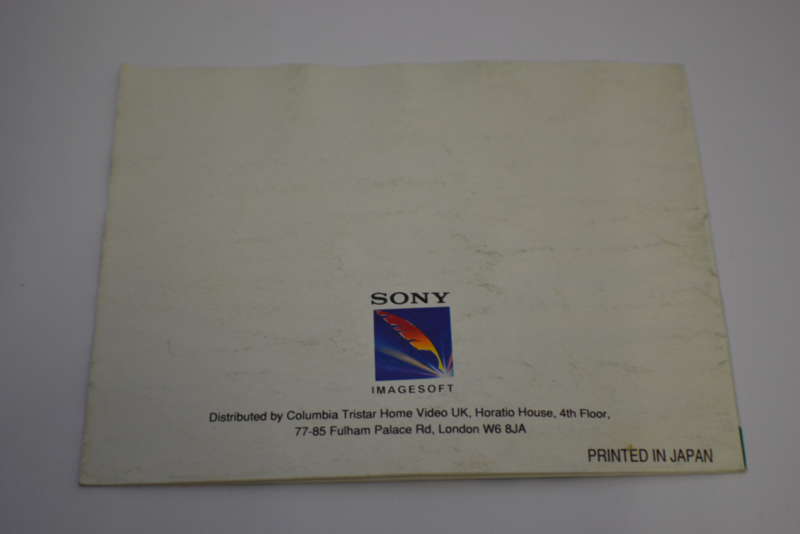 SONY
IMAGESOFT
Distributed by Columbia Tristar Home Video UK, Horatio House, 4th Floor,
77-85 Fulham Palace Rd, London W6 8JA
PRINTED IN JAPAN